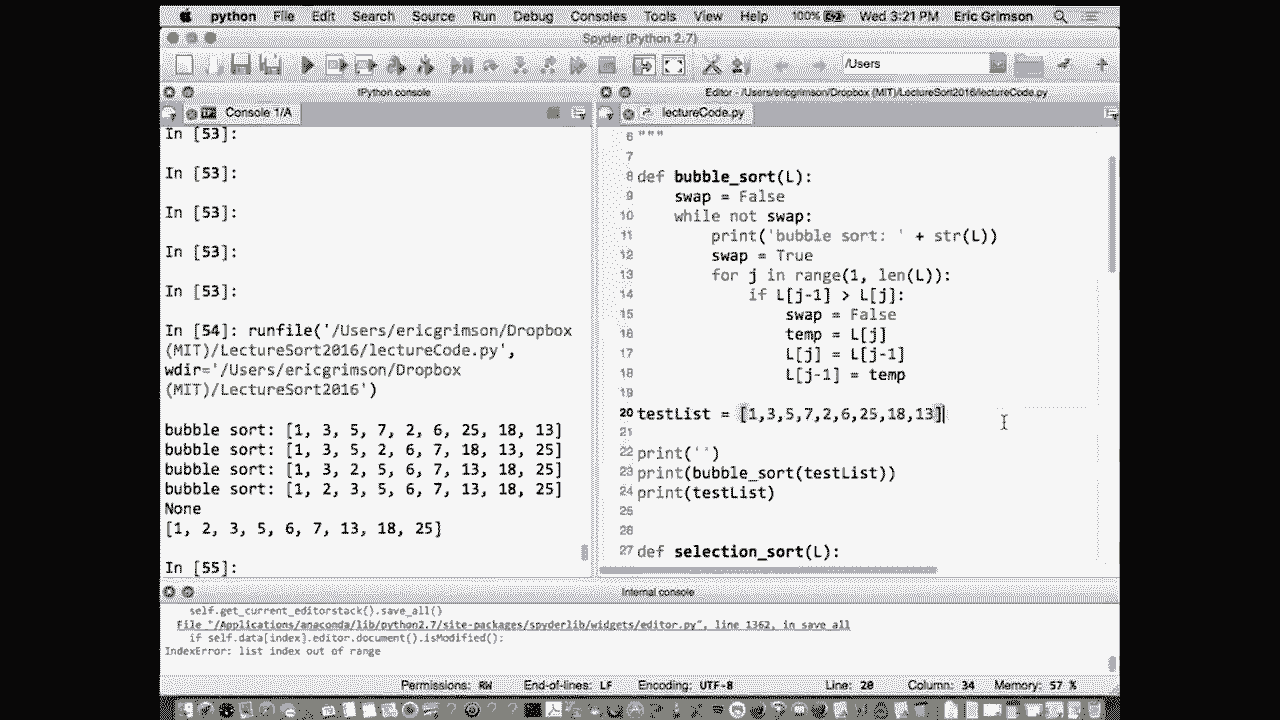 python File Edit Search Source Run Debug Consoles Tools View Help 100% Wed 3:21 PM Eric Grimson
Spyder (Python 2.7)
/Users
IPython console
Console 1/A
In [53]:
In [53]:
In [53]:
In [53]:
In [53]:
In [54]: runfile('/Users/ericgrimson/Dropbox
(MIT)/LectureSort2016/lectureCode.py',
wdir='/Users/ericgrimson/Dropbox
(MIT)/LectureSort2016')
bubble sort: [1, 3, 5, 7, 2, 6, 25, 18, 13]
bubble sort: [1, 3, 5, 2, 6, 7, 18, 13, 25]
bubble sort: [1, 3, 2, 5, 6, 7, 13, 18, 25]
bubble sort: [1, 2, 3, 5, 6, 7, 13, 18, 25]
None
[1, 2, 3, 5, 6, 7, 13, 18, 25]
In [55]:
Editor - /Users/ericgrimson/Dropbox (MIT)/LectureSort2016/lectureCode.py
lectureCode.py
6 """
7
8 def bubble_sort(L):
9 swap = False
10 while not swap:
11 print('bubble sort: ' + str(L))
12 swap = True
13 for j in range(1, len(L)):
14 if L[j-1] > L[j]:
15 swap = False
16 temp = L[j]
17 L[j] = L[j-1]
18 L[j-1] = temp
19
20 testList = [1,3,5,7,2,6,25,18,13]
21
22 print('')
23 print(bubble_sort(testList))
24 print(testList)
25
26
27 def selection_sort(L):
Internal console
self.get_current_editorstack().save_all()
File "/Applications/anaconda/lib/python2.7/site-packages/spyderlib/widgets/editor.py", line 1362, in save_all
if self.data[index].editor.document().isModified():
IndexError: list index out of range
Permissions: RW End-of-lines: LF Encoding: UTF-8 Line: 20 Column: 34 Memory: 57 %